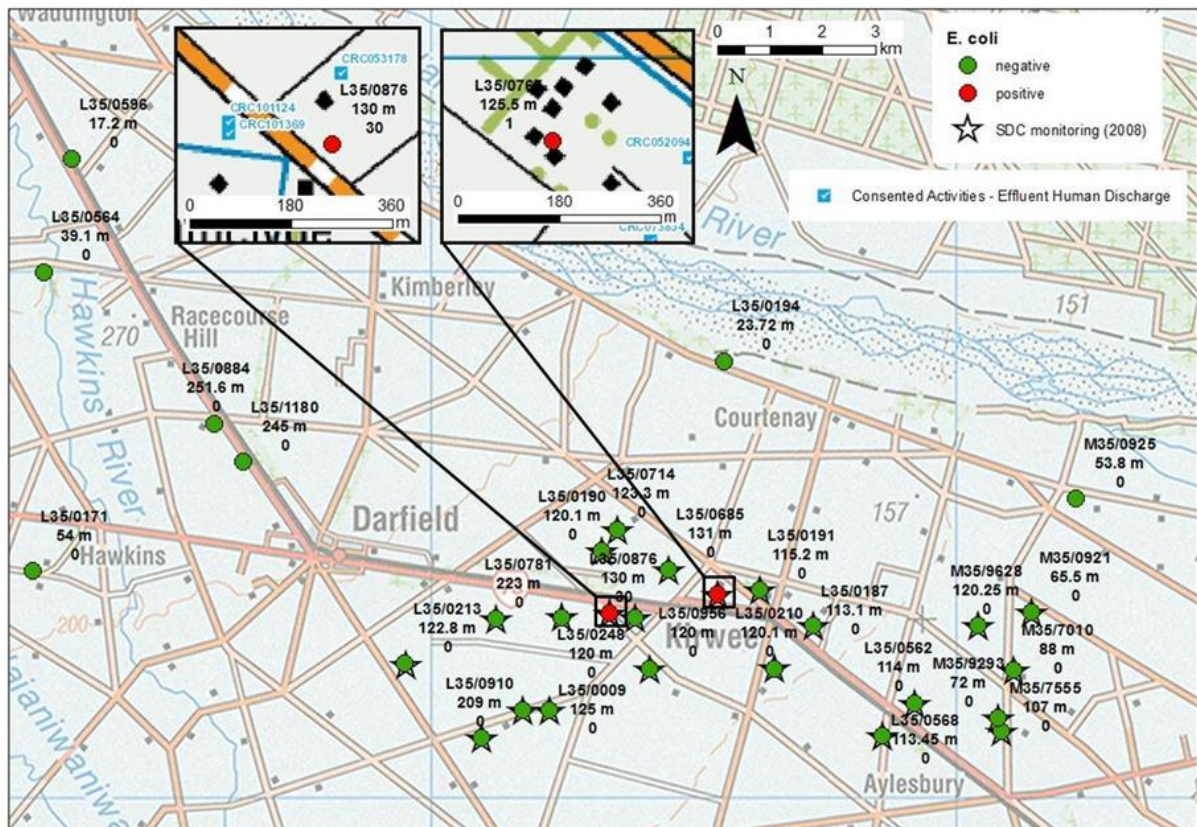 Waddington
CRC053178
L35/0876
130 m
30
CRC101124
CRC101369
0 180 360
m
125.5 m
1
CRC052094
CRC073834
0 180 360
m
0 1 2 3
km
N
E. coli
negative
positive
SDC monitoring (2008)
Consented Activities - Effluent Human Discharge
L35/0596
17.2 m
0
L35/0564
39.1 m
0
Hawkins
River
270
Racecourse
Hill
Kimberley
River
151
L35/0194
23.72 m
0
L35/0884
251.6 m
0
L35/1180
245 m
0
Courtenay
M35/0925
53.8 m
0
L35/0171
54 m
0
Hawkins
Darfield
200
73
L35/0714
123.3 m
0
L35/0190
120.1 m
0
L35/0685
131 m
0
157
L35/0191
115.2 m
0
L35/0876
130 m
30
L35/0781
223 m
0
L35/0213
122.8 m
0
L35/0248
120 m
0
L35/0956
120 m
0
Kirwee
L35/0210
120.1 m
0
L35/0187
113.1 m
0
M35/9628
120.25 m
0
M35/0921
65.5 m
0
M35/7010
88 m
0
L35/0562
114 m
0
M35/9293
72 m
0
M35/7555
107 m
0
L35/0910
209 m
0
L35/0009
125 m
0
L35/0568
113.45 m
0
Aylesbury